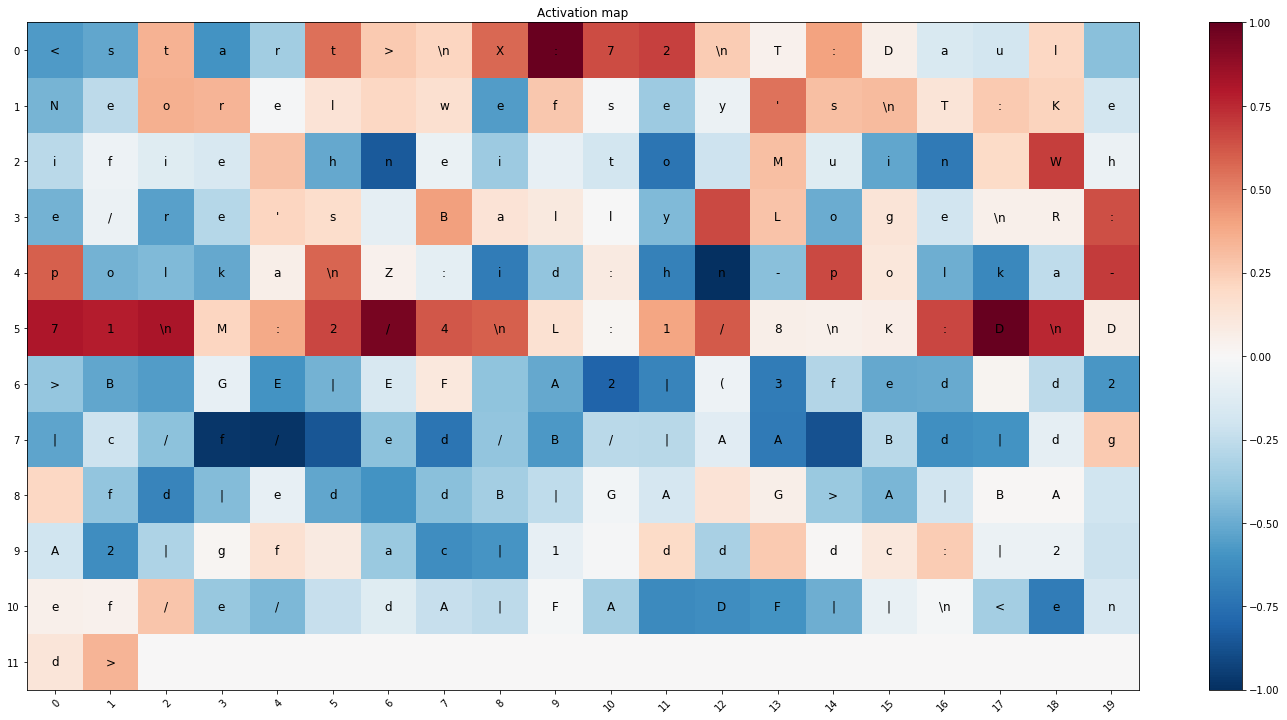 Activation map
0 < s t a r t > \n X : 7 2 \n T : D a u l
1 N e o r e l w e f s e y ' s \n T : K e
2 i f i e h n e i t o M u i n W h
3 e / r e ' s B a l l y L o g e \n R :
4 p o l k a \n Z : i d : h n - p o l k a -
5 7 1 \n M : 2 / 4 \n L : 1 / 8 \n K : D \n D
6 > B G E | E F A 2 | ( 3 f e d d 2
7 | c / f / e d / B / | A A B d | d g
8 f d | e d d B | G A G > A | B A
9 A 2 | g f a c | 1 d d d c : | 2
10 e f / e / d A | F A D F | | \n < e n
11 d >
0 1 2 3 4 5 6 7 8 9 10 11 12 13 14 15 16 17 18 19
1.00
0.75
0.50
0.25
0.00
−0.25
−0.50
−0.75
−1.00